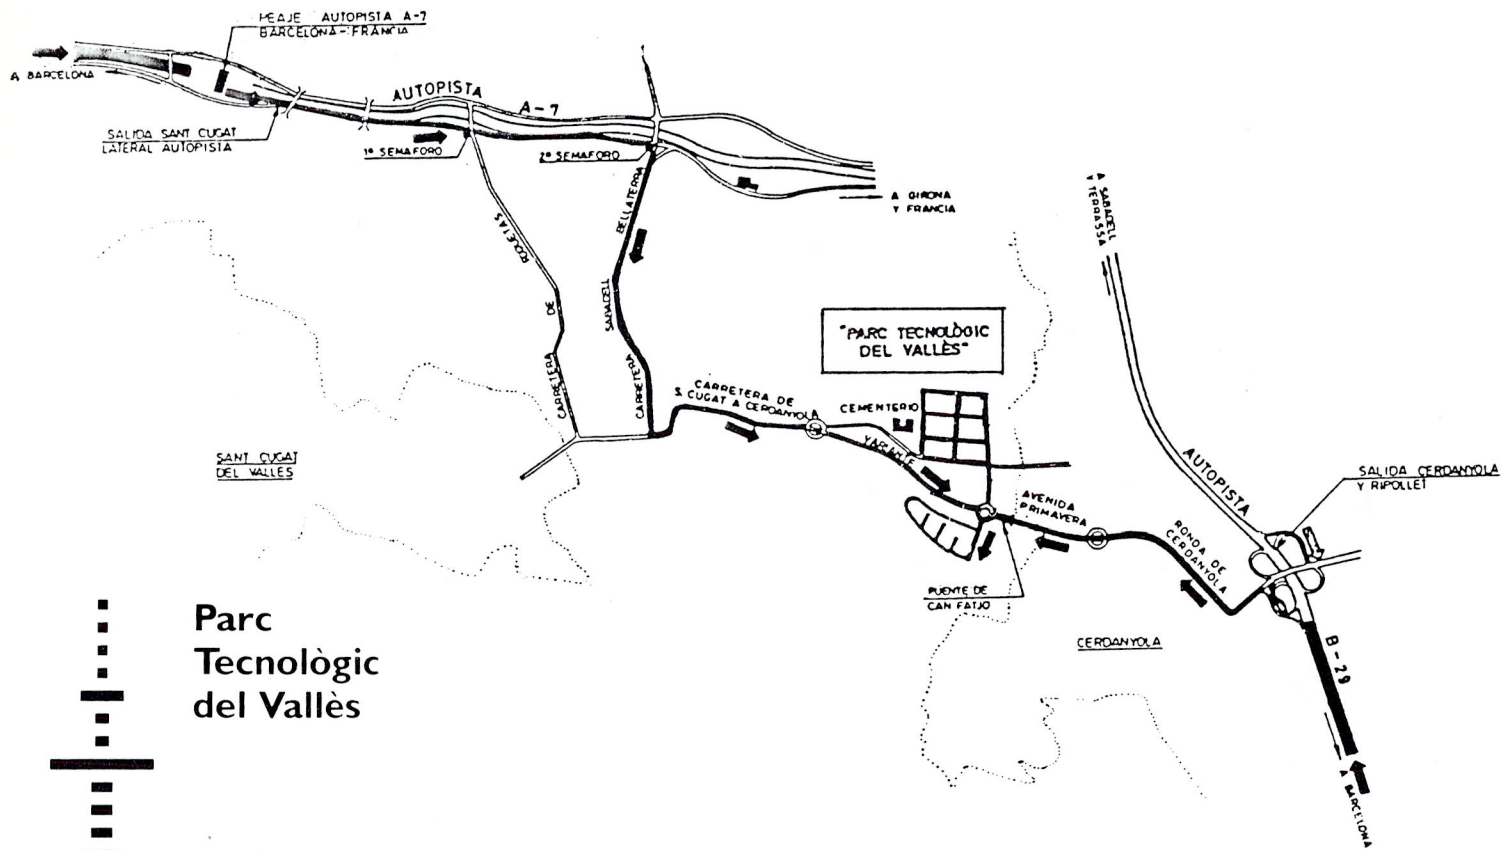 PEAJE AUTOPISTA A-7
BARCELONA-FRANCIA
A BARCELONA
AUTOPISTA
A-7
SALIDA SANT CUGAT
LATERAL AUTOPISTA
1º SEMAFORO
2º SEMAFORO
A GIRONA
Y FRANCIA
A SABADELL
Y TERRASSA
CARRETERA DE ROQUETAS
CARRETERA SABADELL BELLATERRA
"PARC TECNOLÒGIC
DEL VALLÈS"
CARRETERA DE
S. CUGAT A CERDANYOLA
CEMENTERIO
VARIANTE
SANT CUGAT
DEL VALLES
AUTOPISTA
SALIDA CERDANYOLA
Y RIPOLLET
AVENIDA
PRIMAVERA
RONDA DE
CERDANYOLA
PUENTE DE
CAN FATJO
CERDANYOLA
B-29
A BARCELONA
Parc
Tecnològic
del Vallès